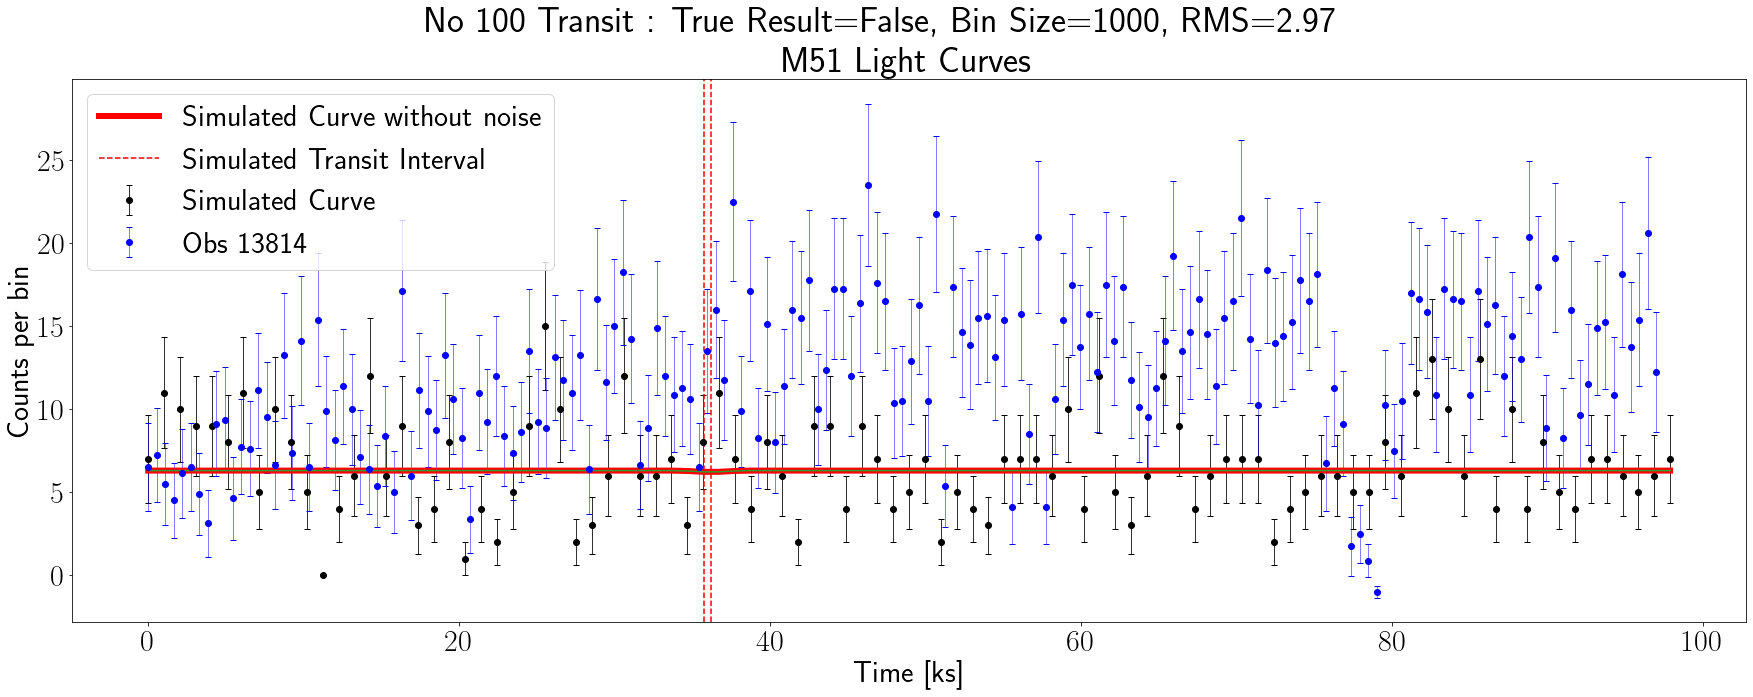 No 100 Transit : True Result=False, Bin Size=1000, RMS=2.97
M51 Light Curves
Simulated Curve without noise
Simulated Transit Interval
Simulated Curve
Obs 13814
Counts per bin
25
20
15
10
5
0
0 20 40 60 80 100
Time [ks]